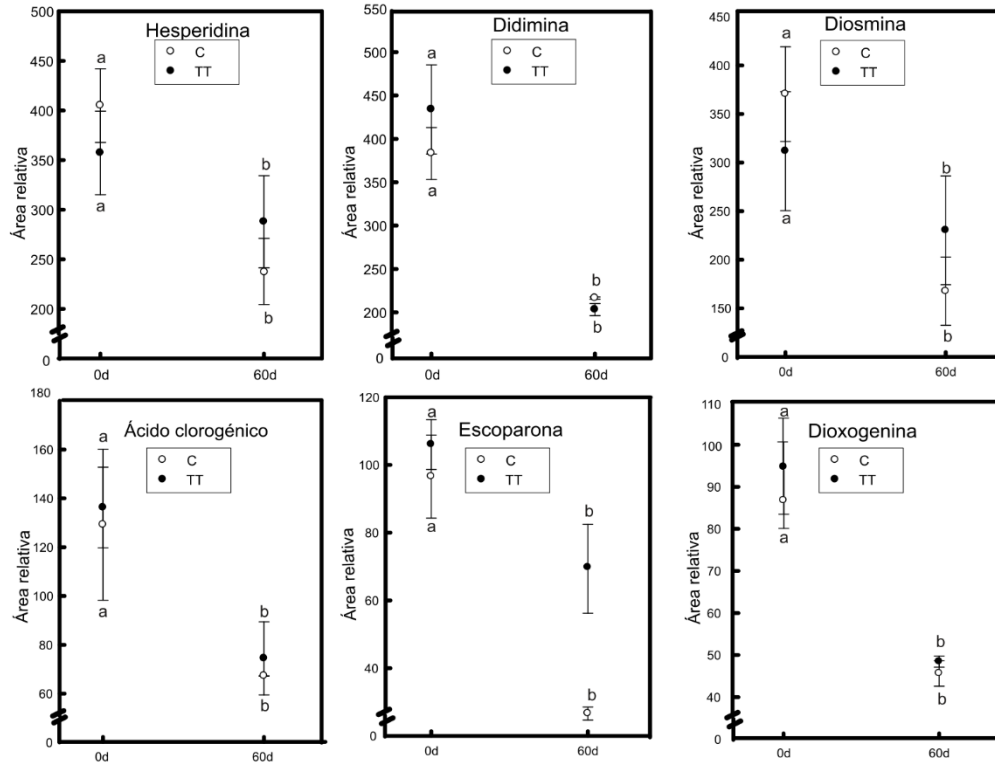 Hesperidina
C
TT
Área relativa
500
450
400
350
300
250
200
0
a
a
b
b
0d
60d
Didimina
C
TT
Área relativa
550
500
450
400
350
300
250
200
0
a
a
b
b
0d
60d
Diosmina
C
TT
Área relativa
450
400
350
300
250
200
150
0
a
a
b
b
0d
60d
Ácido clorogénico
C
TT
Área relativa
180
160
140
120
100
80
60
0
a
a
b
b
0d
60d
Escoparona
C
TT
Área relativa
120
100
80
60
40
0
a
a
b
b
0d
60d
Dioxogenina
C
TT
Área relativa
110
100
90
80
70
60
50
40
0
a
a
b
b
0d
60d